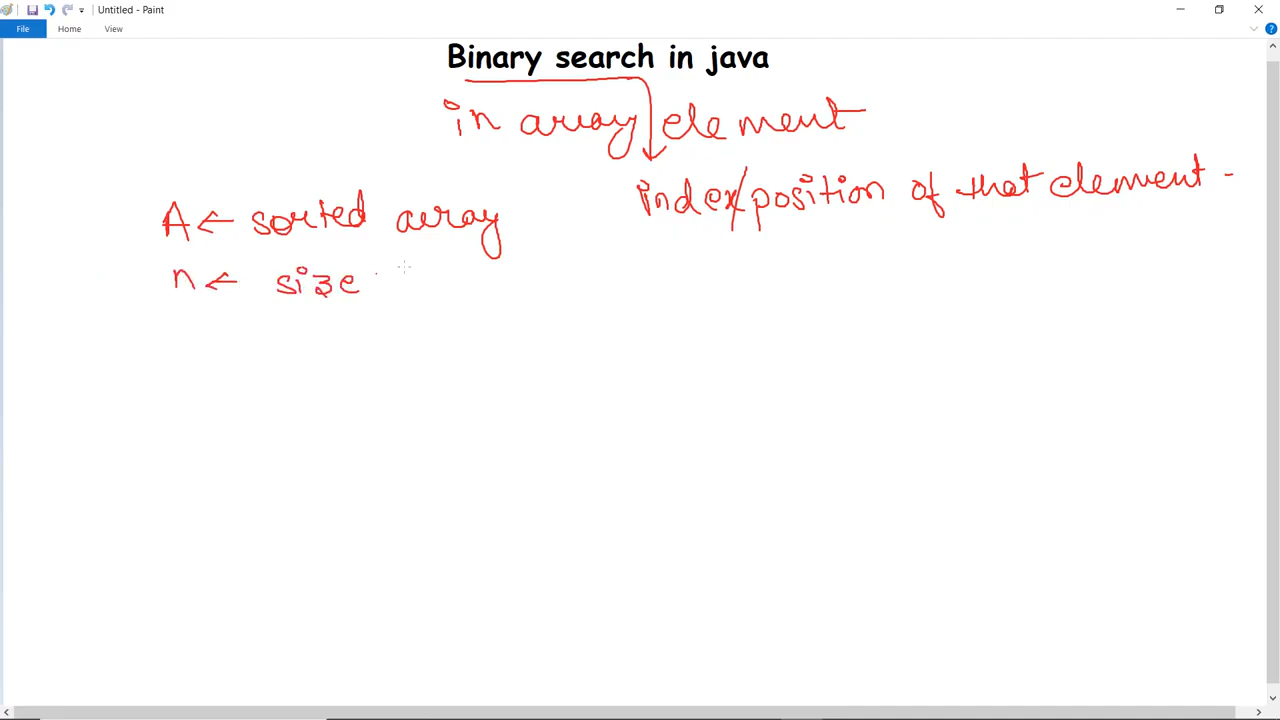 Untitled - Paint
File Home View
Binary search in java
in array element
index/position of that element -
A ← sorted array
n ← size